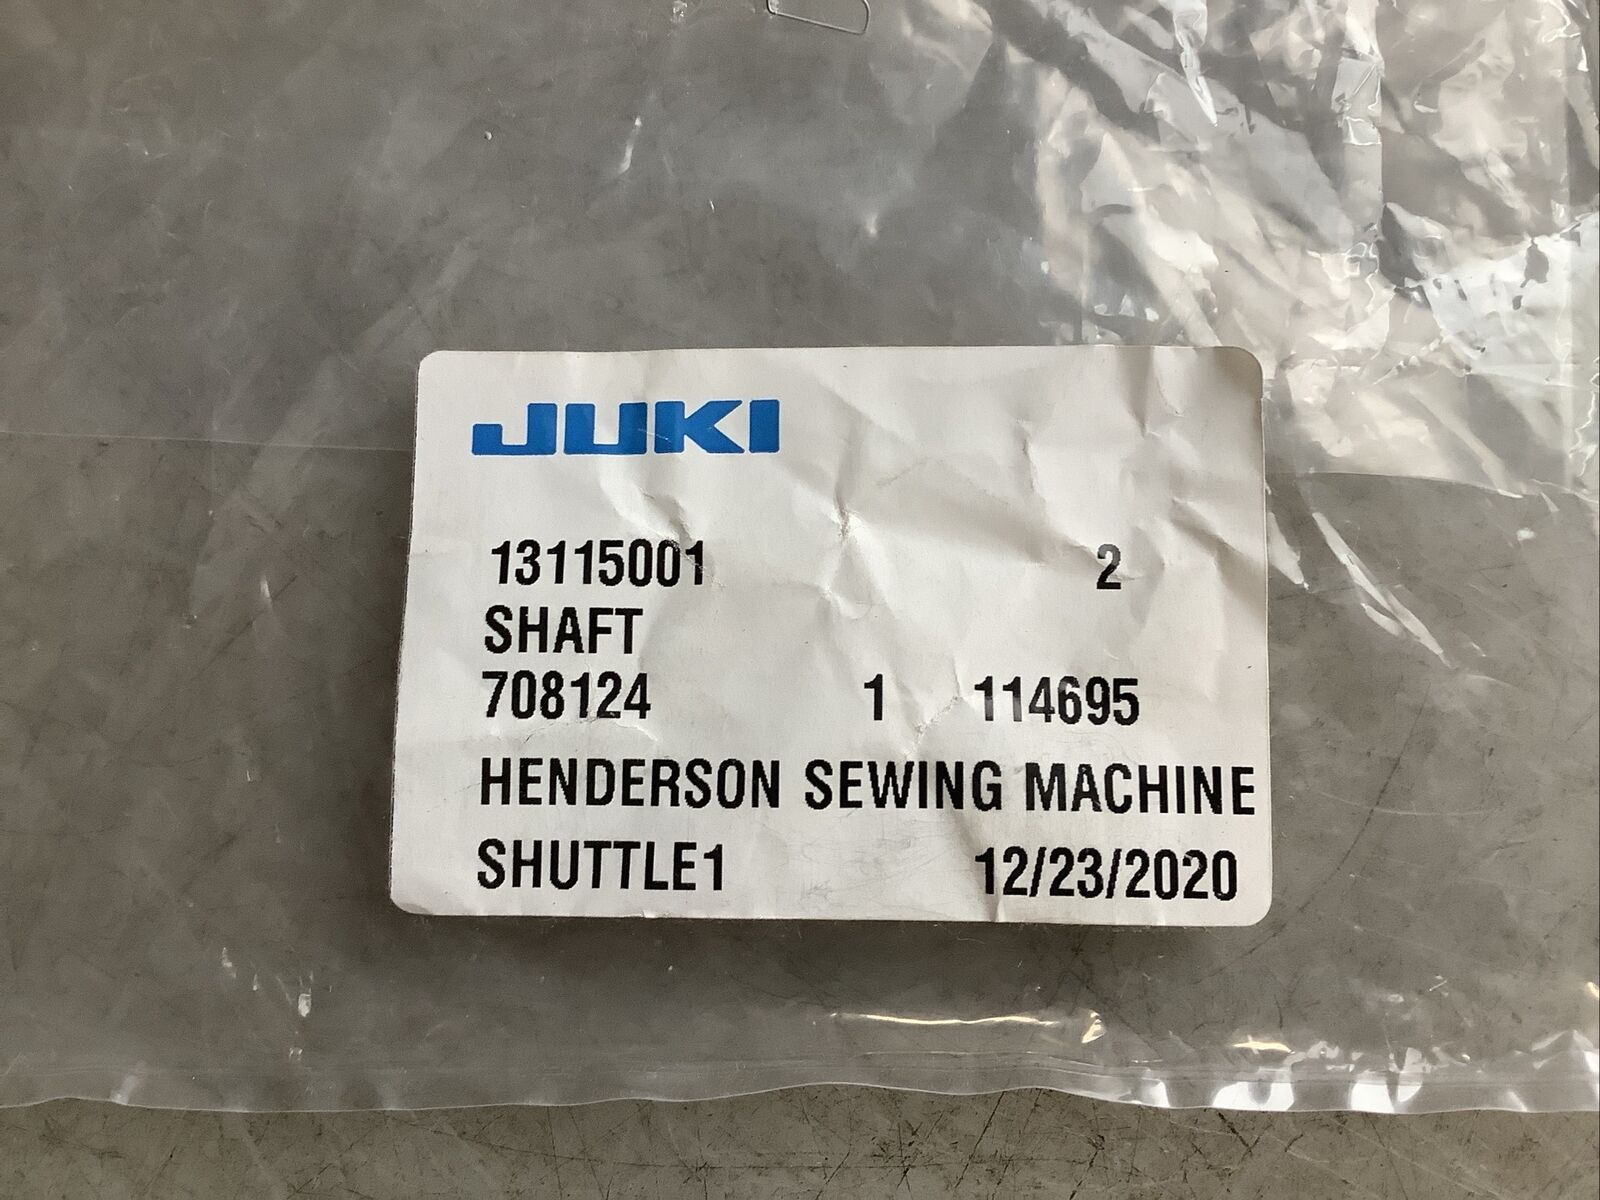 JUKI
13115001 2
SHAFT
708124 1 114695
HENDERSON SEWING MACHINE
SHUTTLE1 12/23/2020